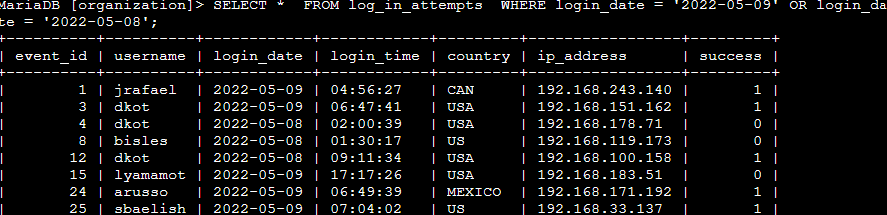 MariaDB [organization]> SELECT *  FROM log_in_attempts  WHERE login_date = '2022-05-09' OR login_da
te = '2022-05-08';
+----------+----------+------------+------------+---------+-----------------+---------+
| event_id | username | login_date | login_time | country | ip_address      | success |
+----------+----------+------------+------------+---------+-----------------+---------+
|        1 | jrafael  | 2022-05-09 | 04:56:27   | CAN     | 192.168.243.140 |       1 |
|        3 | dkot     | 2022-05-09 | 06:47:41   | USA     | 192.168.151.162 |       1 |
|        4 | dkot     | 2022-05-08 | 02:00:39   | USA     | 192.168.178.71  |       0 |
|        8 | bisles   | 2022-05-08 | 01:30:17   | US      | 192.168.119.173 |       0 |
|       12 | dkot     | 2022-05-08 | 09:11:34   | USA     | 192.168.100.158 |       1 |
|       15 | lyamamot | 2022-05-09 | 17:17:26   | USA     | 192.168.183.51  |       0 |
|       24 | arusso   | 2022-05-09 | 06:49:39   | MEXICO  | 192.168.171.192 |       1 |
|       25 | sbaelish | 2022-05-09 | 07:04:02   | US      | 192.168.33.137  |       1 |